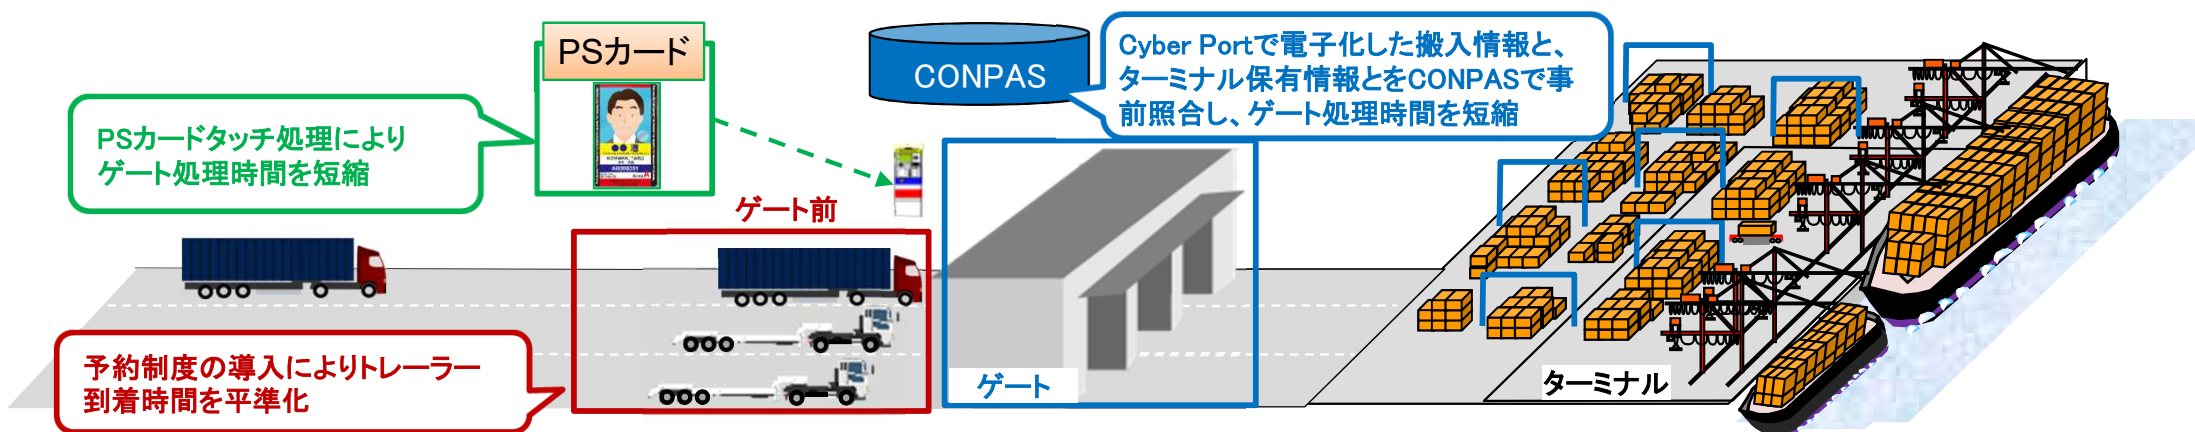 PSカード
PSカードタッチ処理により
ゲート処理時間を短縮
CONPAS
Cyber Portで電子化した搬入情報と、
ターミナル保有情報とをCONPASで事
前照合し、ゲート処理時間を短縮
ゲート前
予約制度の導入によりトレーラー
到着時間を平準化
ゲート
ターミナル